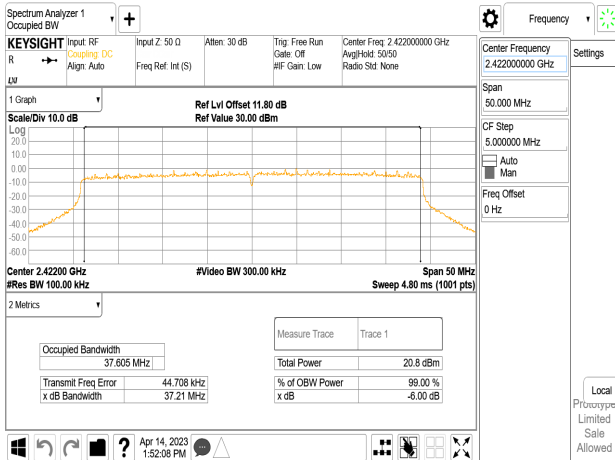 Spectrum Analyzer 1
Occupied BW
KEYSIGHT
R
LXI
Input: RF
Coupling: DC
Align: Auto
Input Z: 50 Ω
Freq Ref: Int (S)
Atten: 30 dB
Trig: Free Run
Gate: Off
#IF Gain: Low
Center Freq: 2.422000000 GHz
Avg|Hold: 50/50
Radio Std: None
1 Graph
Scale/Div 10.0 dB
Ref Lvl Offset 11.80 dB
Ref Value 30.00 dBm
Log
20.0
10.0
0.00
-10.0
-20.0
-30.0
-40.0
-50.0
-60.0
Center 2.42200 GHz
#Res BW 100.00 kHz
#Video BW 300.00 kHz
Span 50 MHz
Sweep 4.80 ms (1001 pts)
2 Metrics
Measure Trace Trace 1
Occupied Bandwidth
37.605 MHz
Total Power 20.8 dBm
Transmit Freq Error 44.708 kHz
% of OBW Power 99.00 %
x dB Bandwidth 37.21 MHz
x dB -6.00 dB
Apr 14, 2023
1:52:08 PM
?
Frequency
Center Frequency
2.422000000 GHz
Settings
Span
50.000 MHz
CF Step
5.000000 MHz
Auto
Man
Freq Offset
0 Hz
Local
Prototype
Limited
Sale
Allowed